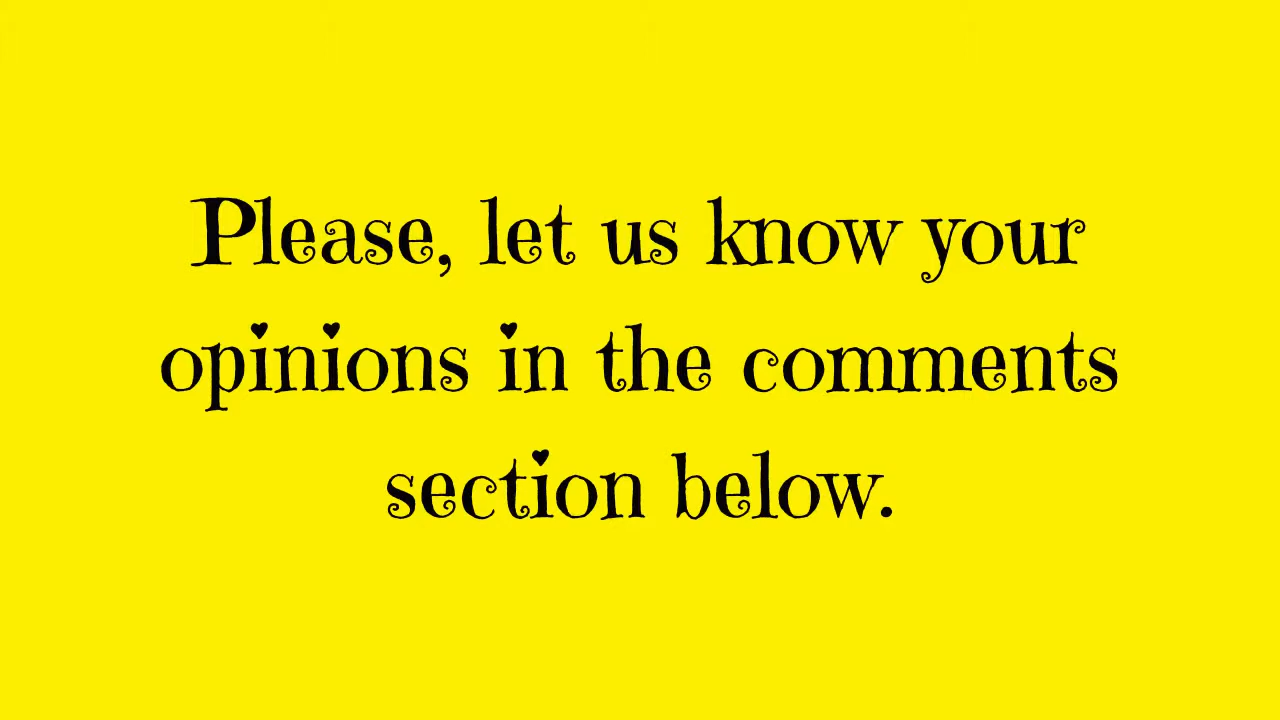 Please, let us know your
opinions in the comments
section below.